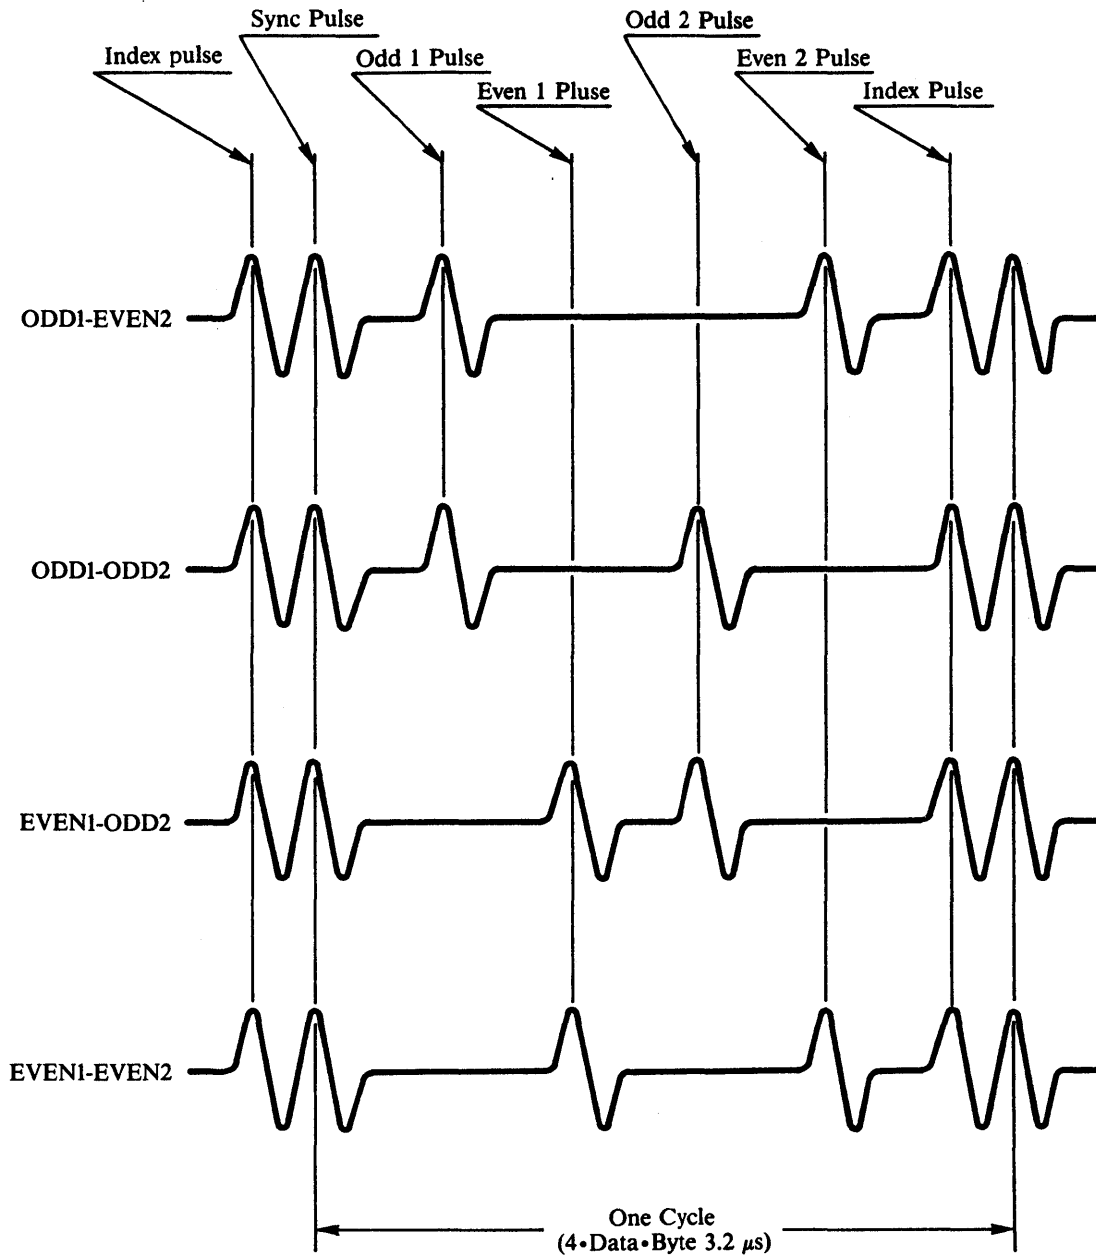 Sync Pulse
Odd 2 Pulse
Index pulse
Odd 1 Pulse
Even 2 Pulse
Even 1 Pluse
Index Pulse
ODD1-EVEN2
ODD1-ODD2
EVEN1-ODD2
EVEN1-EVEN2
One Cycle
(4•Data•Byte 3.2 μs)